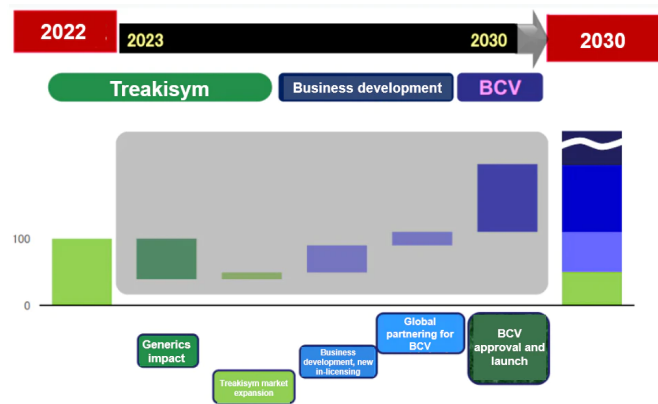 2022
2023
2030
2030
Treakisym
Business development
BCV
100
0
Generics
impact
Treakisym market
expansion
Business
development, new
in-licensing
Global
partnering for
BCV
BCV
approval and
launch